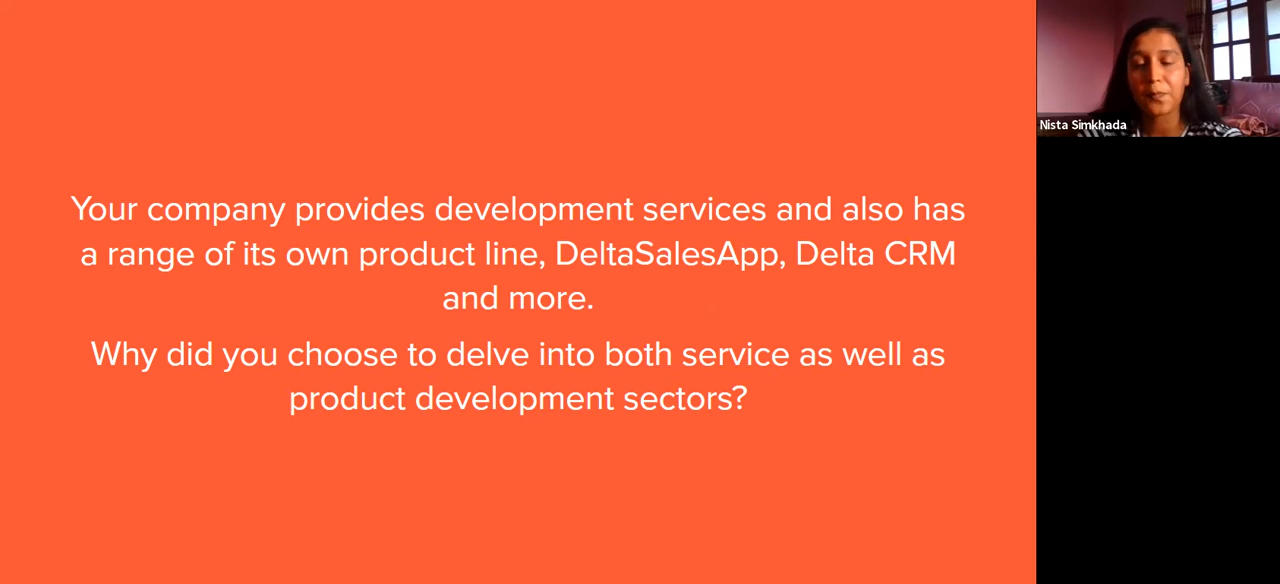 Your company provides development services and also has
a range of its own product line, DeltaSalesApp, Delta CRM
and more.
Why did you choose to delve into both service as well as
product development sectors?
Nista Simkhada